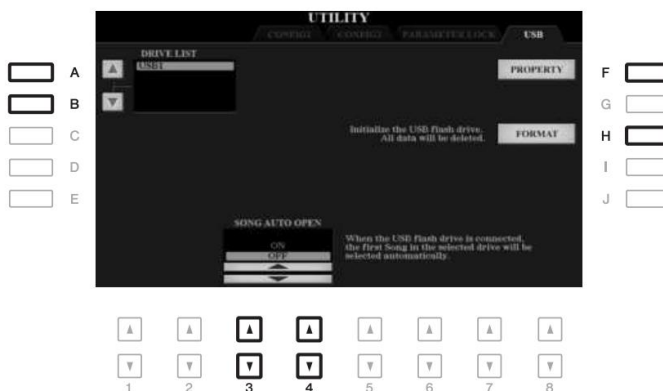 UTILITY
CONFIG1 CONFIG2 PARAMETER LOCK USB
DRIVE LIST
USB1
PROPERTY
Initialize the USB flash drive.
All data will be deleted.
FORMAT
SONG AUTO OPEN
ON
OFF
When the USB flash drive is connected,
the first Song in the selected drive will be
selected automatically.
A
B
C
D
E
F
G
H
I
J
1 2 3 4 5 6 7 8